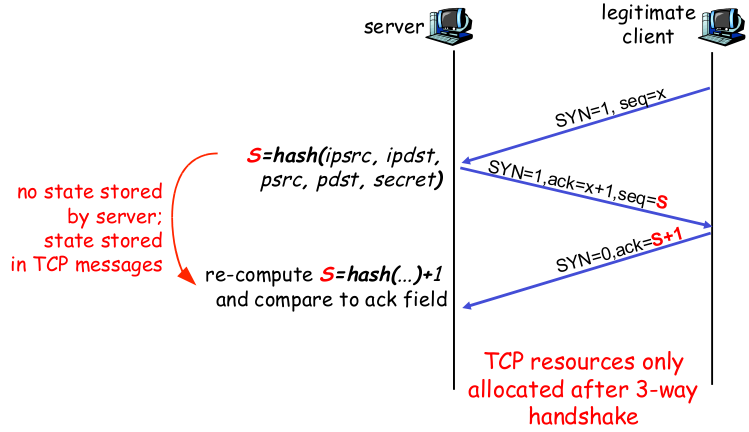 server
legitimate
client
SYN=1, seq=x
S=hash(ipsrc, ipdst,
psrc, pdst, secret)
SYN=1,ack=x+1,seq=S
no state stored
by server;
state stored
in TCP messages
SYN=0,ack=S+1
re-compute S=hash(...)+1
and compare to ack field
TCP resources only
allocated after 3-way
handshake